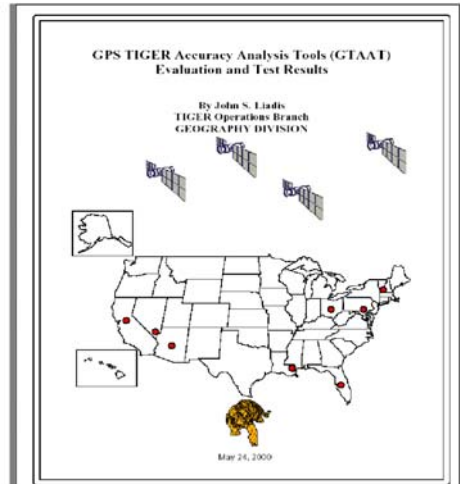 GPS TIGER Accuracy Analysis Tools (GTAAT)
Evaluation and Test Results
By John S. Liadis
TIGER Operations Branch
GEOGRAPHY DIVISION
May 24, 2000